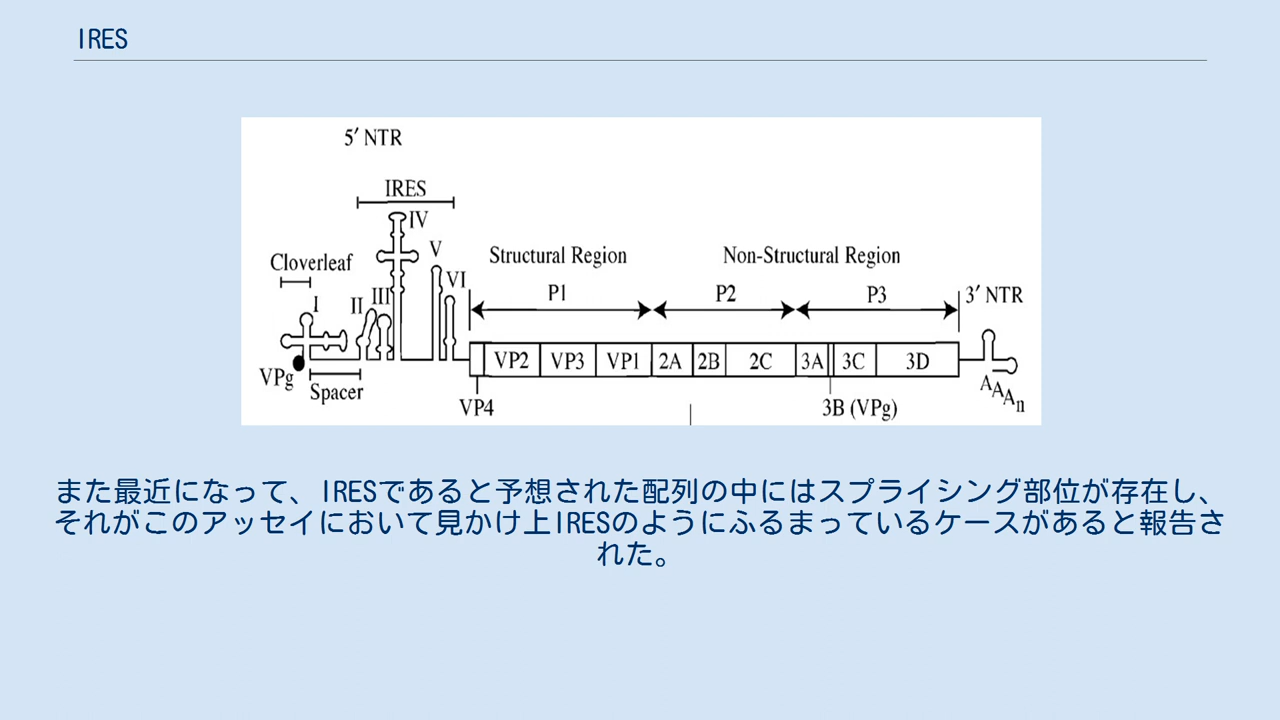 IRES
5′ NTR
IRES
IV
Cloverleaf
V
Structural Region
Non-Structural Region
I
II
III
VI
P1
P2
P3
3′ NTR
VP2
VP3
VP1
2A
2B
2C
3A
3C
3D
VPg
Spacer
VP4
3B (VPg)
AAAn
また最近になって、IRESであると予想された配列の中にはスプライシング部位が存在し、
それがこのアッセイにおいて見かけ上IRESのようにふるまっているケースがあると報告さ
れた。